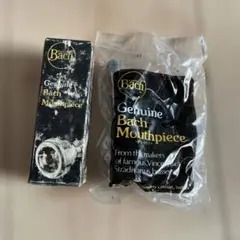 Bach
Genuine
Bach
Mouthpiece
Bach
Genuine
Bach
Mouthpiece
From the makers
of famous Vincent
Stradivarius